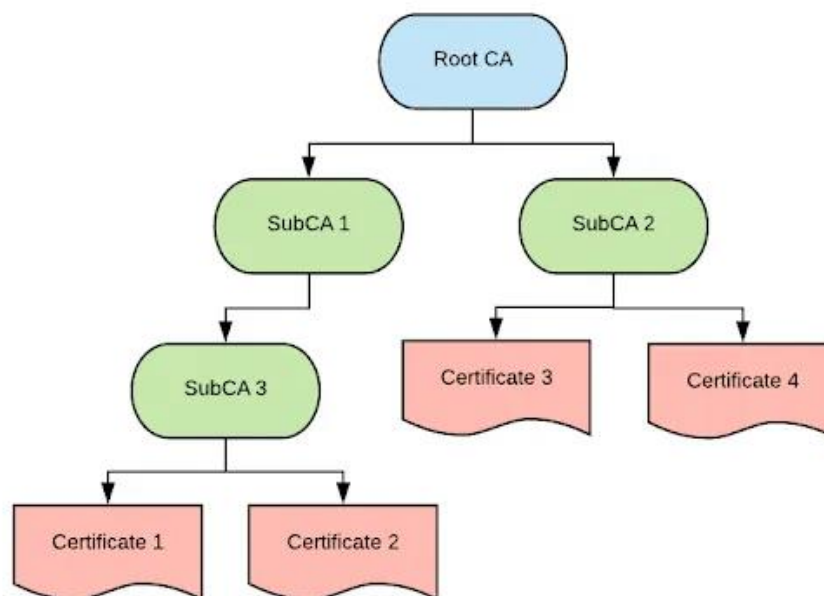 Root CA
SubCA 1
SubCA 2
SubCA 3
Certificate 3
Certificate 4
Certificate 1
Certificate 2